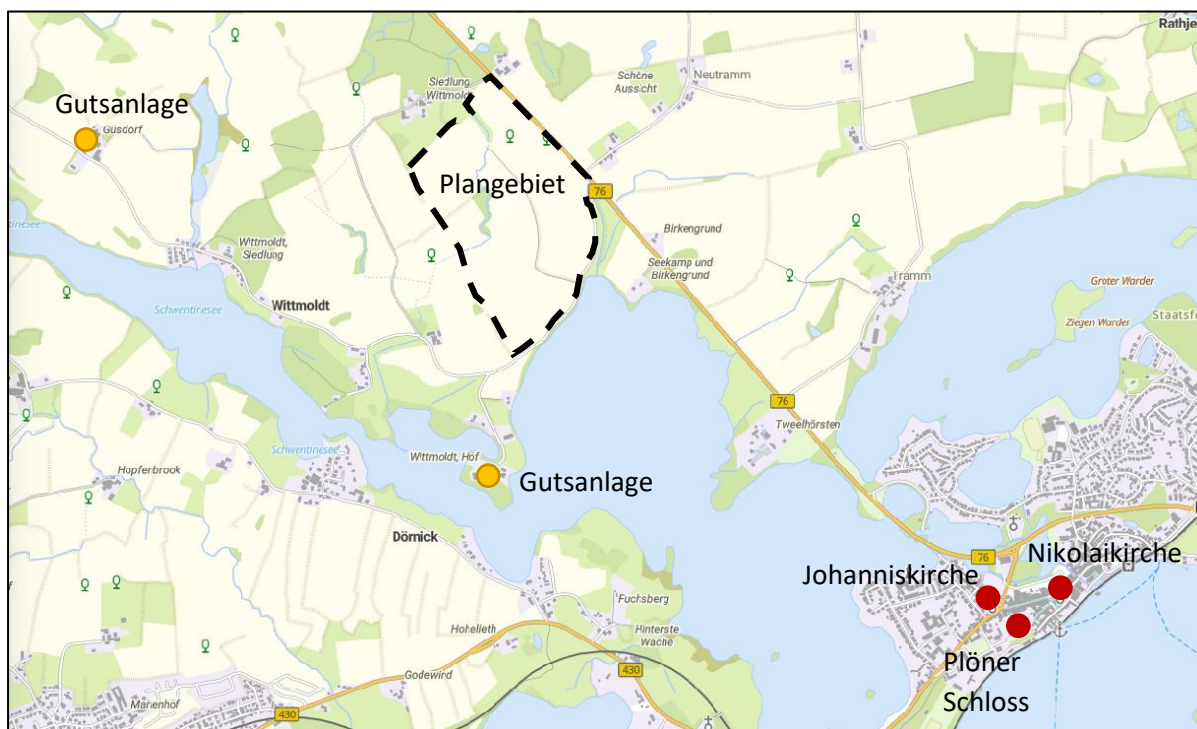 Rathje
Siedlung
Wittmoldt
Schöne
Aussicht
Neutramm
Gutsanlage
Gusdorf
Plangebiet
76
Schwentinesee
Wittmoldt,
Siedlung
Birkengrund
Seekamp und
Birkengrund
Tramm
Groter Warder
Ziegen Warder
Staatsfo
Wittmoldt
Schwentinesee
76
Tweelhörsten
Wittmoldt, Hof
Gutsanlage
Hopfenbrook
Dörnick
76
Nikolaikirche
Johanniskirche
Fuchsberg
Hohelieth
Hinterste
Wache
430
Godewind
Plöner
Schloss
Marienhof
430